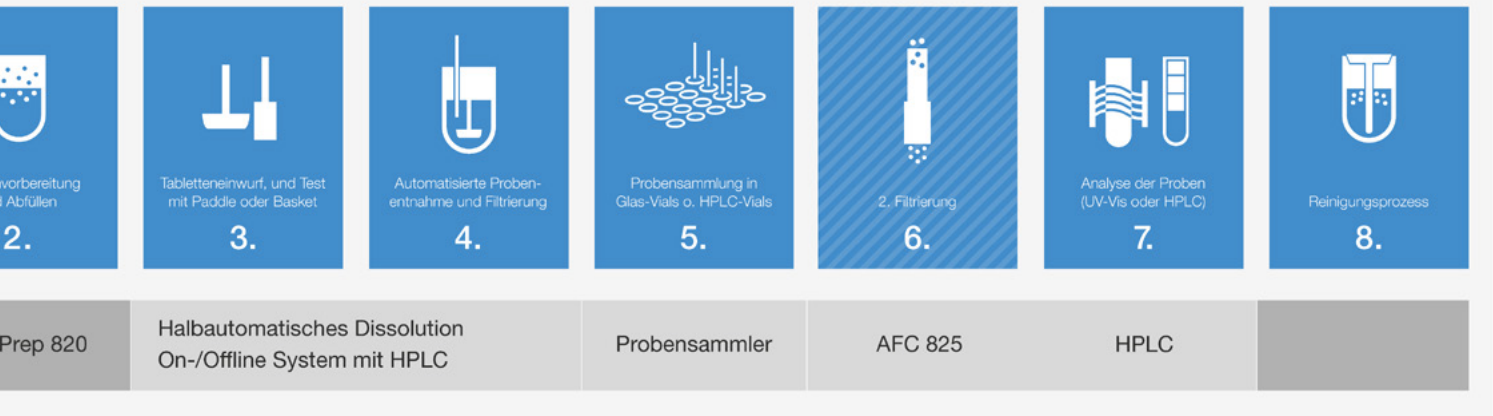 vorbereitung
Abfüllen
2.
Tabletteneinwurf, und Test
mit Paddle oder Basket
3.
Automatisierte Proben-
entnahme und Filtrierung
4.
Probensammlung in
Glas-Vials o. HPLC-Vials
5.
2. Filtrierung
6.
Analyse der Proben
(UV-Vis oder HPLC)
7.
Reinigungsprozess
8.
Prep 820
Halbautomatisches Dissolution
On-/Offline System mit HPLC
Probensammler
AFC 825
HPLC